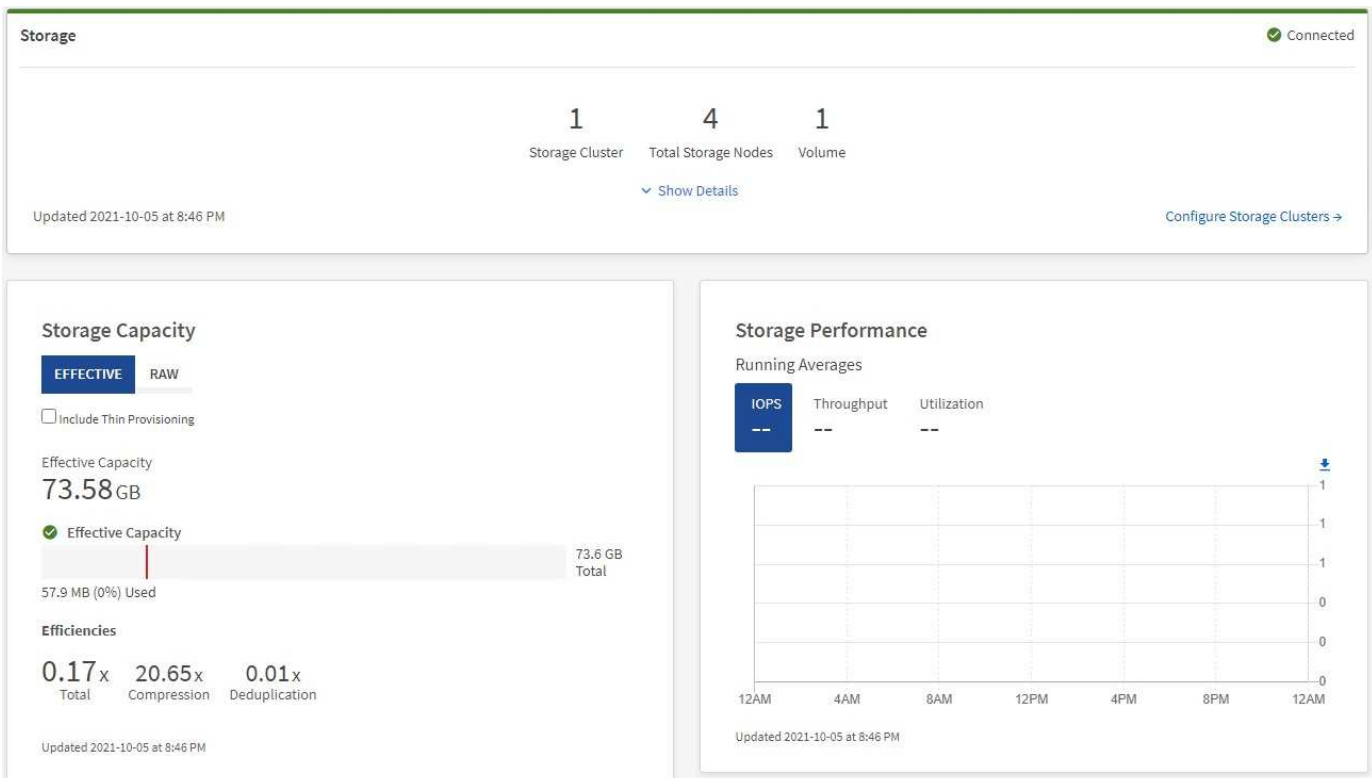 Storage
Connected
1 4 1
Storage Cluster Total Storage Nodes Volume
Show Details
Updated 2021-10-05 at 8:46 PM
Configure Storage Clusters →
Storage Capacity
EFFECTIVE RAW
Include Thin Provisioning
Effective Capacity
73.58 GB
Effective Capacity
73.6 GB
Total
57.9 MB (0%) Used
Efficiencies
0.17x 20.65x 0.01x
Total Compression Deduplication
Updated 2021-10-05 at 8:46 PM
Storage Performance
Running Averages
IOPS Throughput Utilization
-- -- --
1
1
1
0
0
0
12AM 4AM 8AM 12PM 4PM 8PM 12AM
Updated 2021-10-05 at 8:46 PM